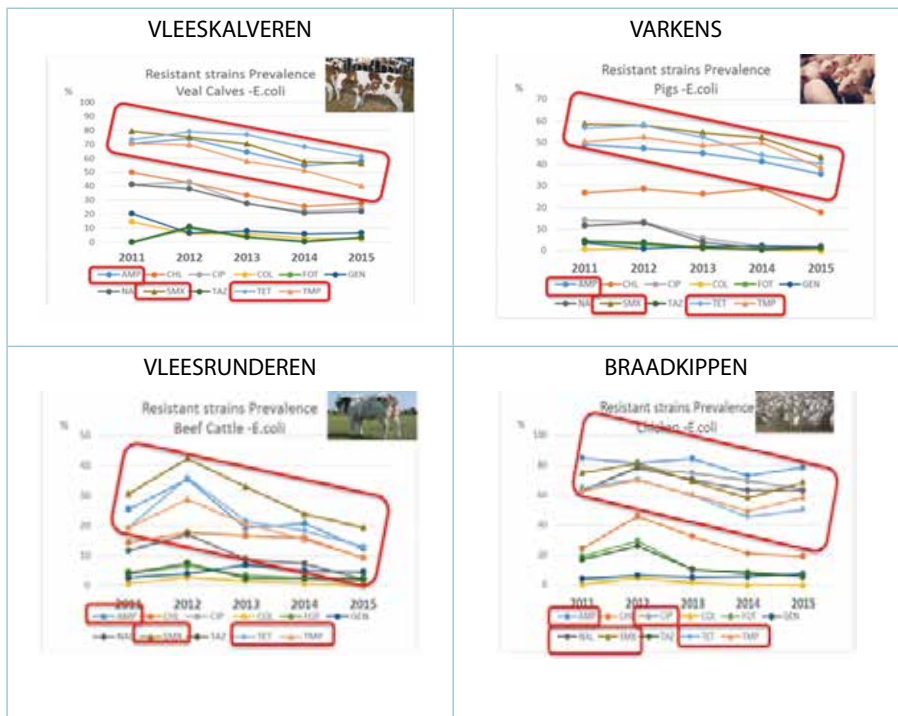 VLEESKALVEREN
Resistant strains Prevalence
Veal Calves -E.coli
%
100
90
80
70
60
50
40
30
20
10
0
2011 2012 2013 2014 2015
AMP CHL CIP COL FOT GEN
NAL SMX TAZ TET TMP
VARKENS
Resistant strains Prevalence
Pigs -E.coli
%
70
60
50
40
30
20
10
0
2011 2012 2013 2014 2015
AMP CHL CIP COL FOT GEN
NAL SMX TAZ TET TMP
VLEESRUNDEREN
Resistant strains Prevalence
Beef Cattle -E.coli
%
50
40
30
20
10
0
2011 2012 2013 2014 2015
AMP CHL CIP COL FOT GEN
NAL SMX TAZ TET TMP
BRAADKIPPEN
Resistant strains Prevalence
Chicken -E.coli
%
100
80
60
40
20
0
2011 2012 2013 2014 2015
AMP CHL CIP COL FOT GEN
NAL SMX TAZ TET TMP